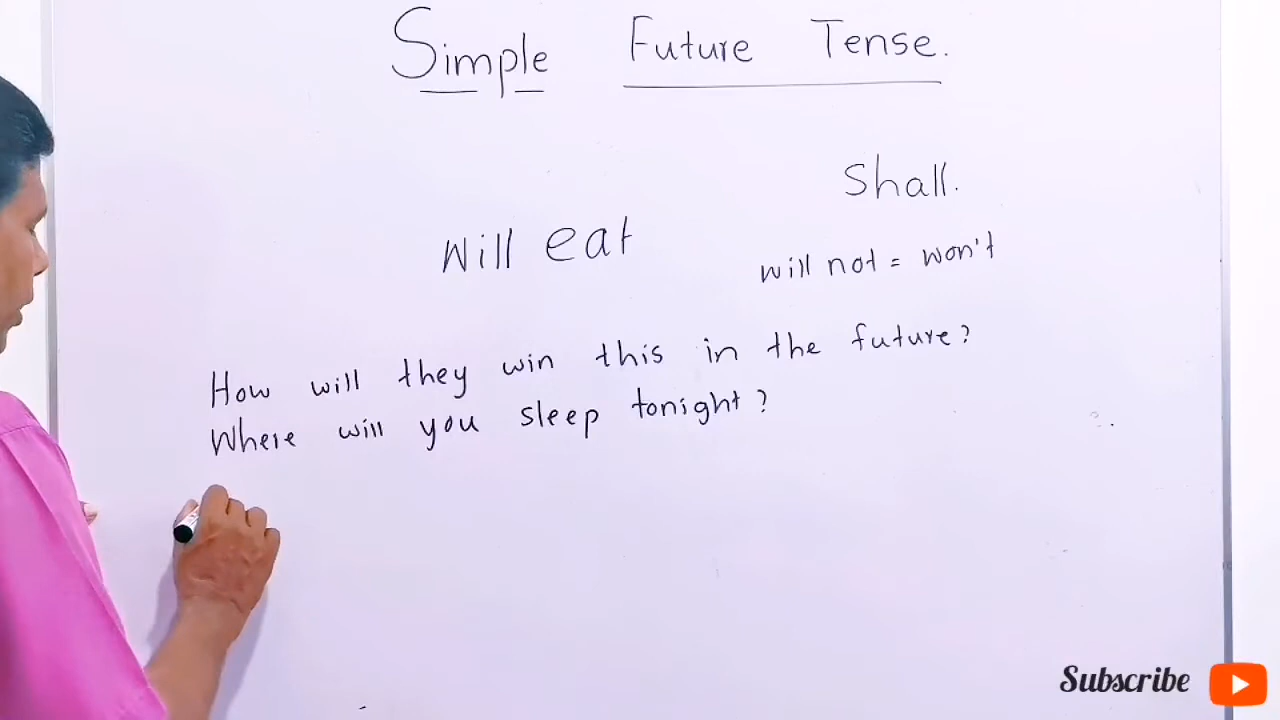 Simple Future Tense.
Shall.
Will eat
will not = won't
How will they win this in the future?
Where will you sleep tonight?
Subscribe